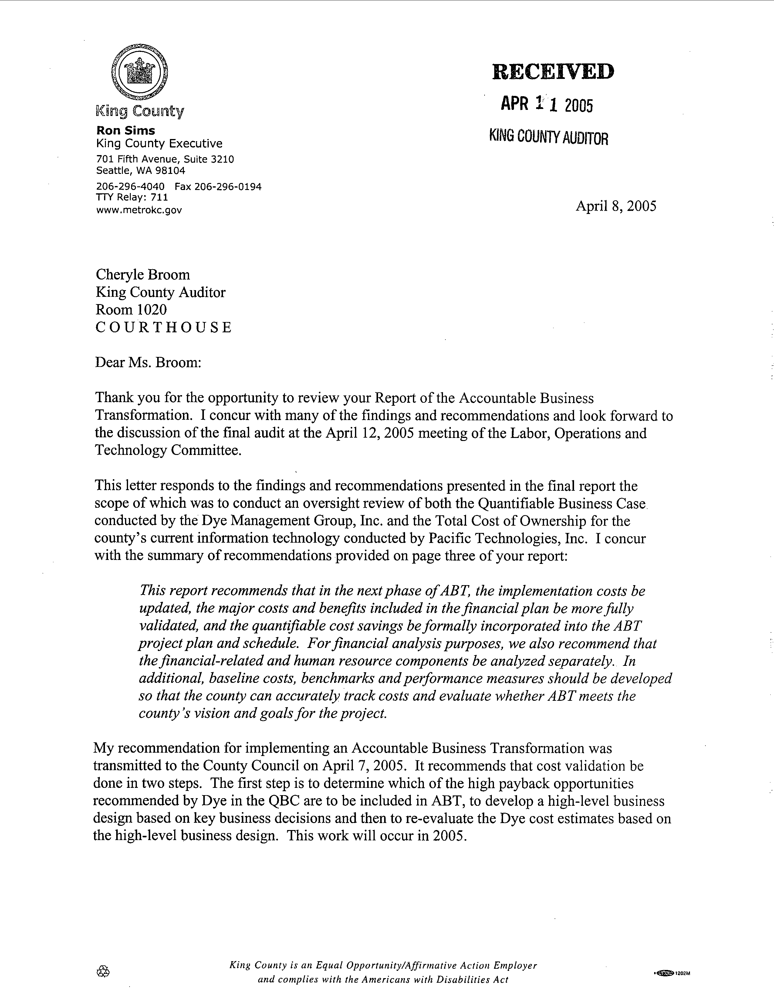 King County
Ron Sims
King County Executive
701 Fifth Avenue, Suite 3210
Seattle, WA 98104
206-296-4040 Fax 206-296-0194
TTY Relay: 711
www.metrokc.gov
RECEIVED
APR 11 2005
KING COUNTY AUDITOR
April 8, 2005
Cheryle Broom
King County Auditor
Room 1020
COURTHOUSE
Dear Ms. Broom:
Thank you for the opportunity to review your Report of the Accountable Business
Transformation. I concur with many of the findings and recommendations and look forward to
the discussion of the final audit at the April 12, 2005 meeting of the Labor, Operations and
Technology Committee.
This letter responds to the findings and recommendations presented in the final report the
scope of which was to conduct an oversight review of both the Quantifiable Business Case
conducted by the Dye Management Group, Inc. and the Total Cost of Ownership for the
county's current information technology conducted by Pacific Technologies, Inc. I concur
with the summary of recommendations provided on page three of your report:
This report recommends that in the next phase of ABT, the implementation costs be
updated, the major costs and benefits included in the financial plan be more fully
validated, and the quantifiable cost savings be formally incorporated into the ABT
project plan and schedule. For financial analysis purposes, we also recommend that
the financial-related and human resource components be analyzed separately. In
additional, baseline costs, benchmarks and performance measures should be developed
so that the county can accurately track costs and evaluate whether ABT meets the
county's vision and goals for the project.
My recommendation for implementing an Accountable Business Transformation was
transmitted to the County Council on April 7, 2005. It recommends that cost validation be
done in two steps. The first step is to determine which of the high payback opportunities
recommended by Dye in the QBC are to be included in ABT, to develop a high-level business
design based on key business decisions and then to re-evaluate the Dye cost estimates based on
the high-level business design. This work will occur in 2005.
King County is an Equal Opportunity/Affirmative Action Employer
and complies with the Americans with Disabilities Act
1202M